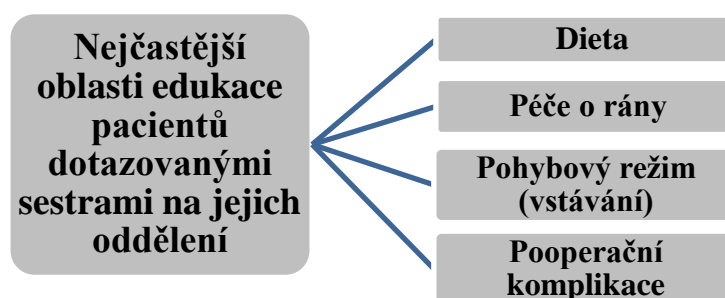 Nejčastější
oblasti edukace
pacientů
dotazovanými
sestrami na jejich
oddělení
Dieta
Péče o rány
Pohybový režim
(vstávání)
Pooperační
komplikace